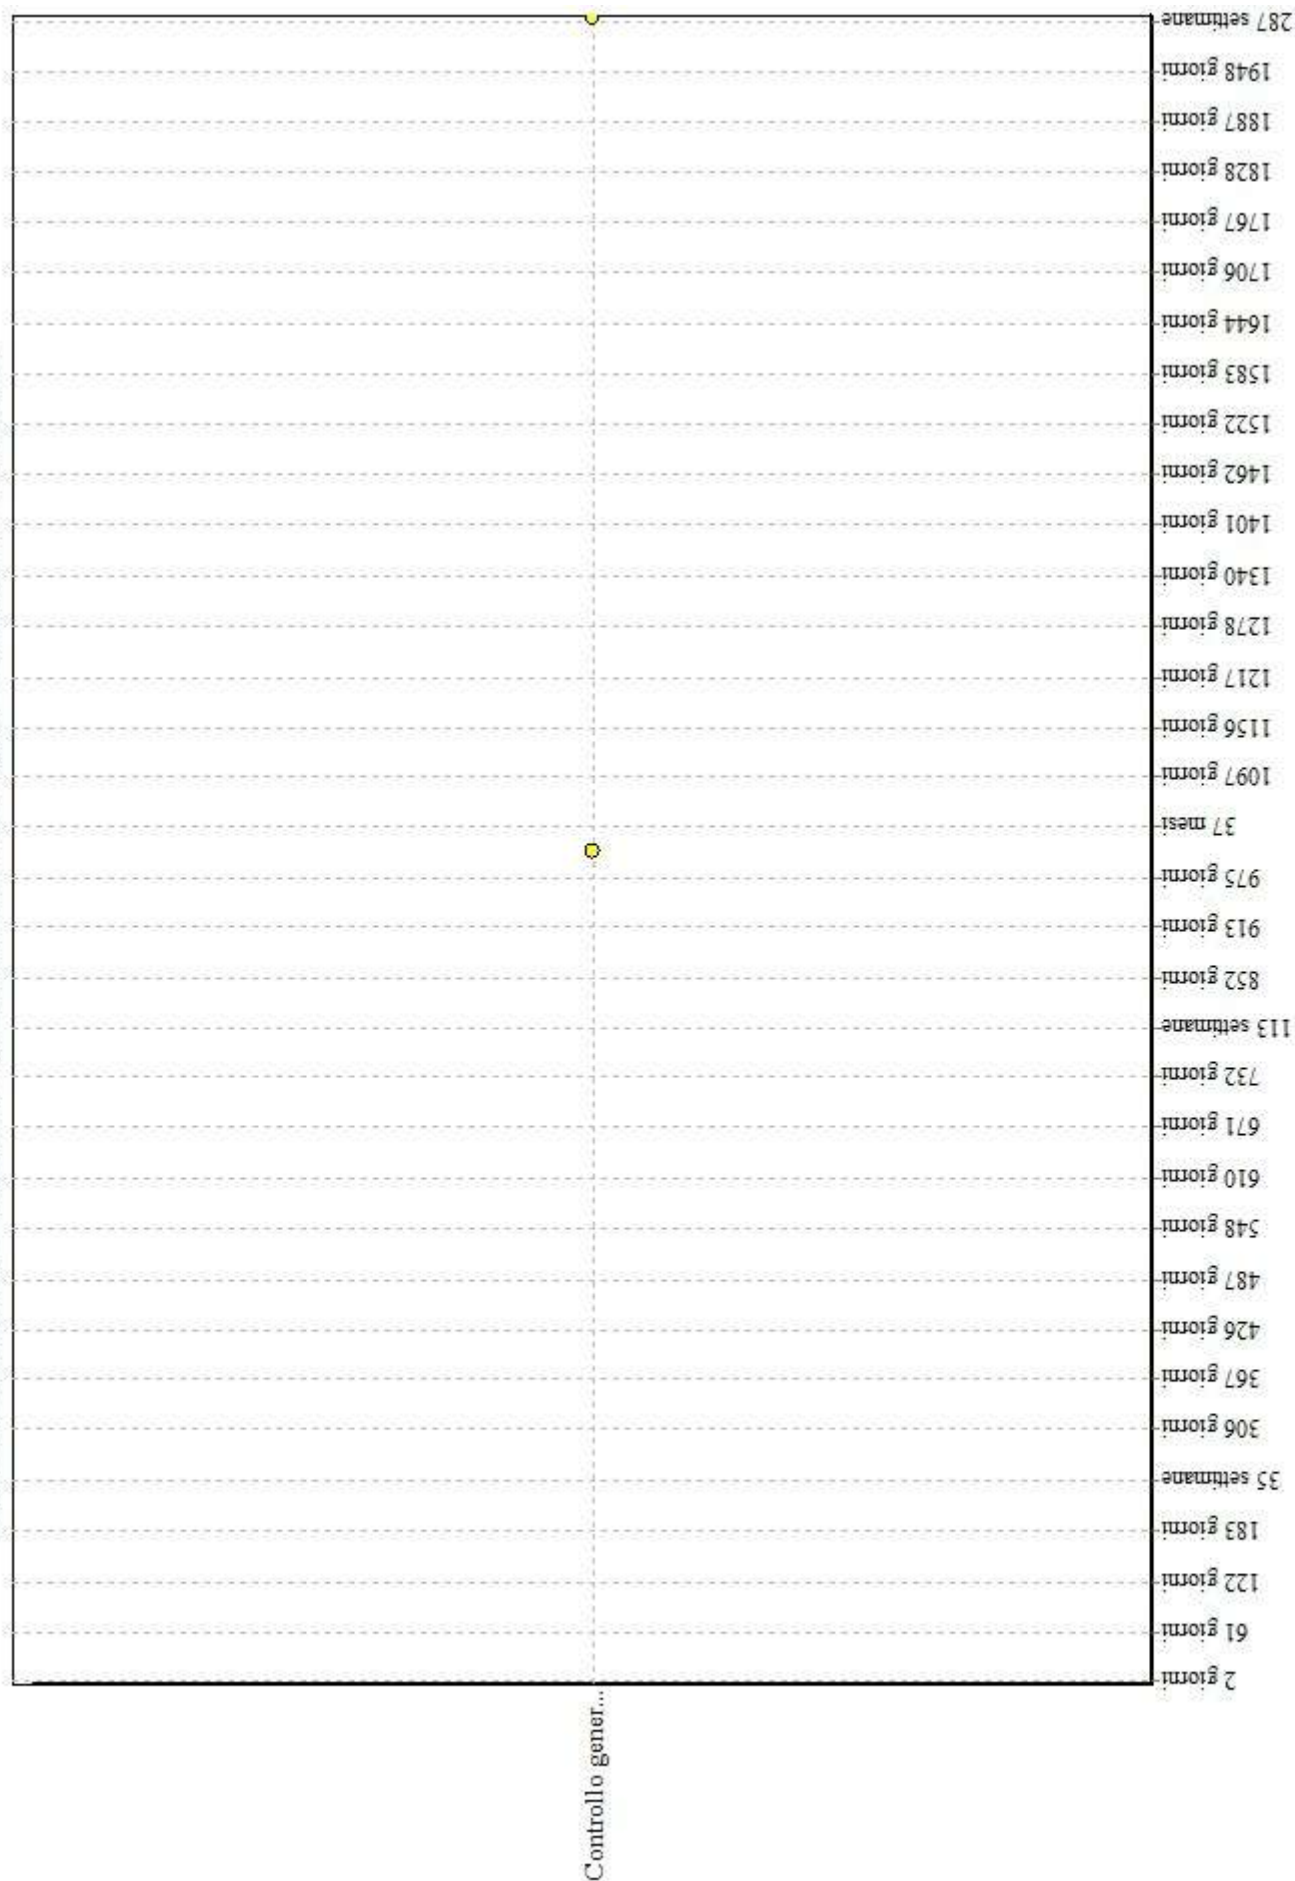 287 settimane
1948 giorni
1887 giorni
1828 giorni
1767 giorni
1706 giorni
1644 giorni
1583 giorni
1522 giorni
1462 giorni
1401 giorni
1340 giorni
1278 giorni
1217 giorni
1156 giorni
1097 giorni
37 mesi
975 giorni
913 giorni
852 giorni
113 settimane
732 giorni
671 giorni
610 giorni
548 giorni
487 giorni
426 giorni
367 giorni
306 giorni
35 settimane
183 giorni
122 giorni
61 giorni
2 giorni
Controllo gener...